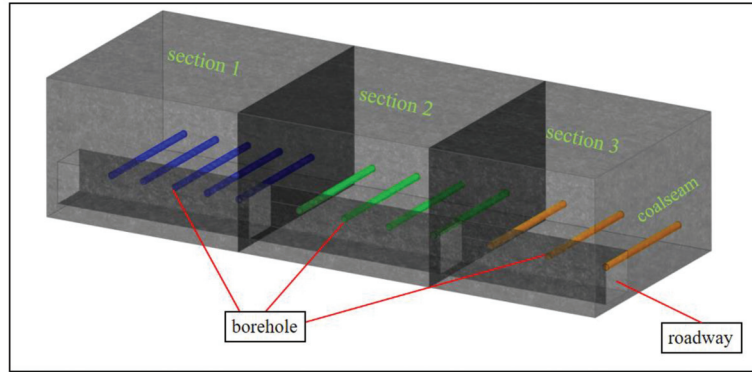 section 1
section 2
section 3
coalseam
borehole
roadway